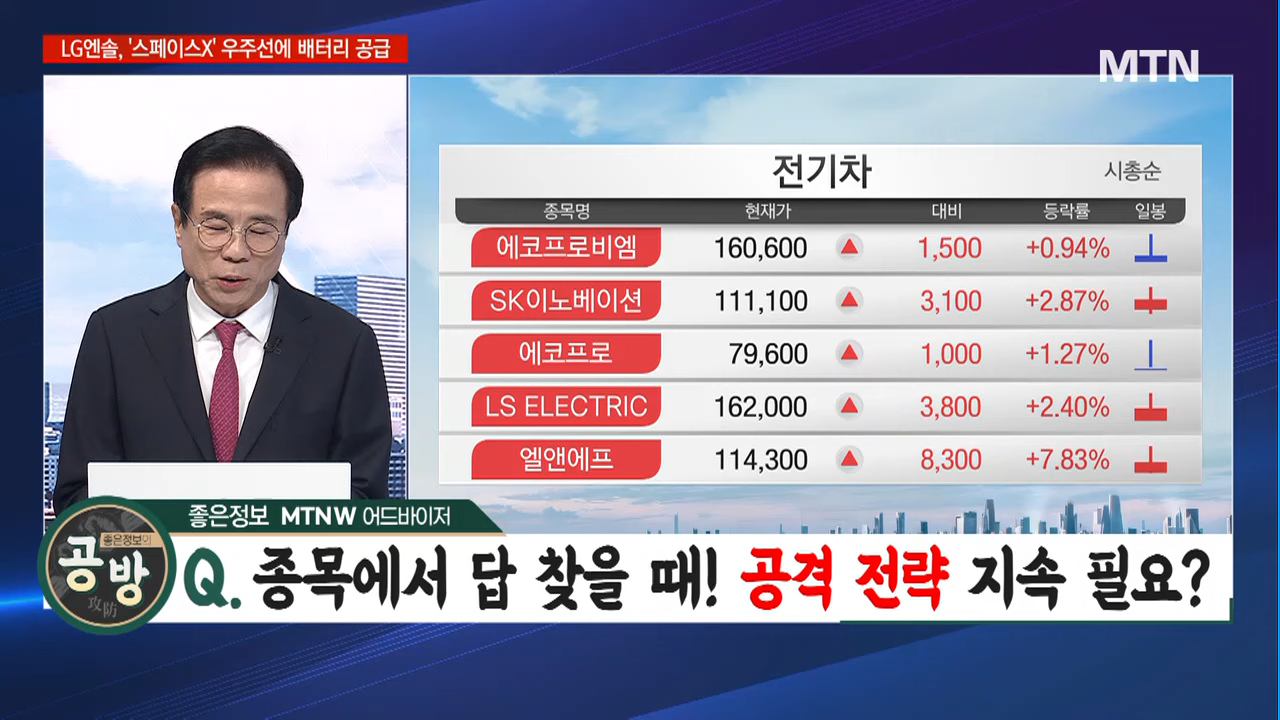 LG엔솔, '스페이스X' 우주선에 배터리 공급
MTN
전기차
시총순
종목명 현재가 대비 등락률 일봉
에코프로비엠 160,600 ▲ 1,500 +0.94%
SK이노베이션 111,100 ▲ 3,100 +2.87%
에코프로 79,600 ▲ 1,000 +1.27%
LS ELECTRIC 162,000 ▲ 3,800 +2.40%
엘앤에프 114,300 ▲ 8,300 +7.83%
좋은정보 MTNW 어드바이저
좋은정보의
공방
攻防
Q. 종목에서 답 찾을 때! 공격 전략 지속 필요?